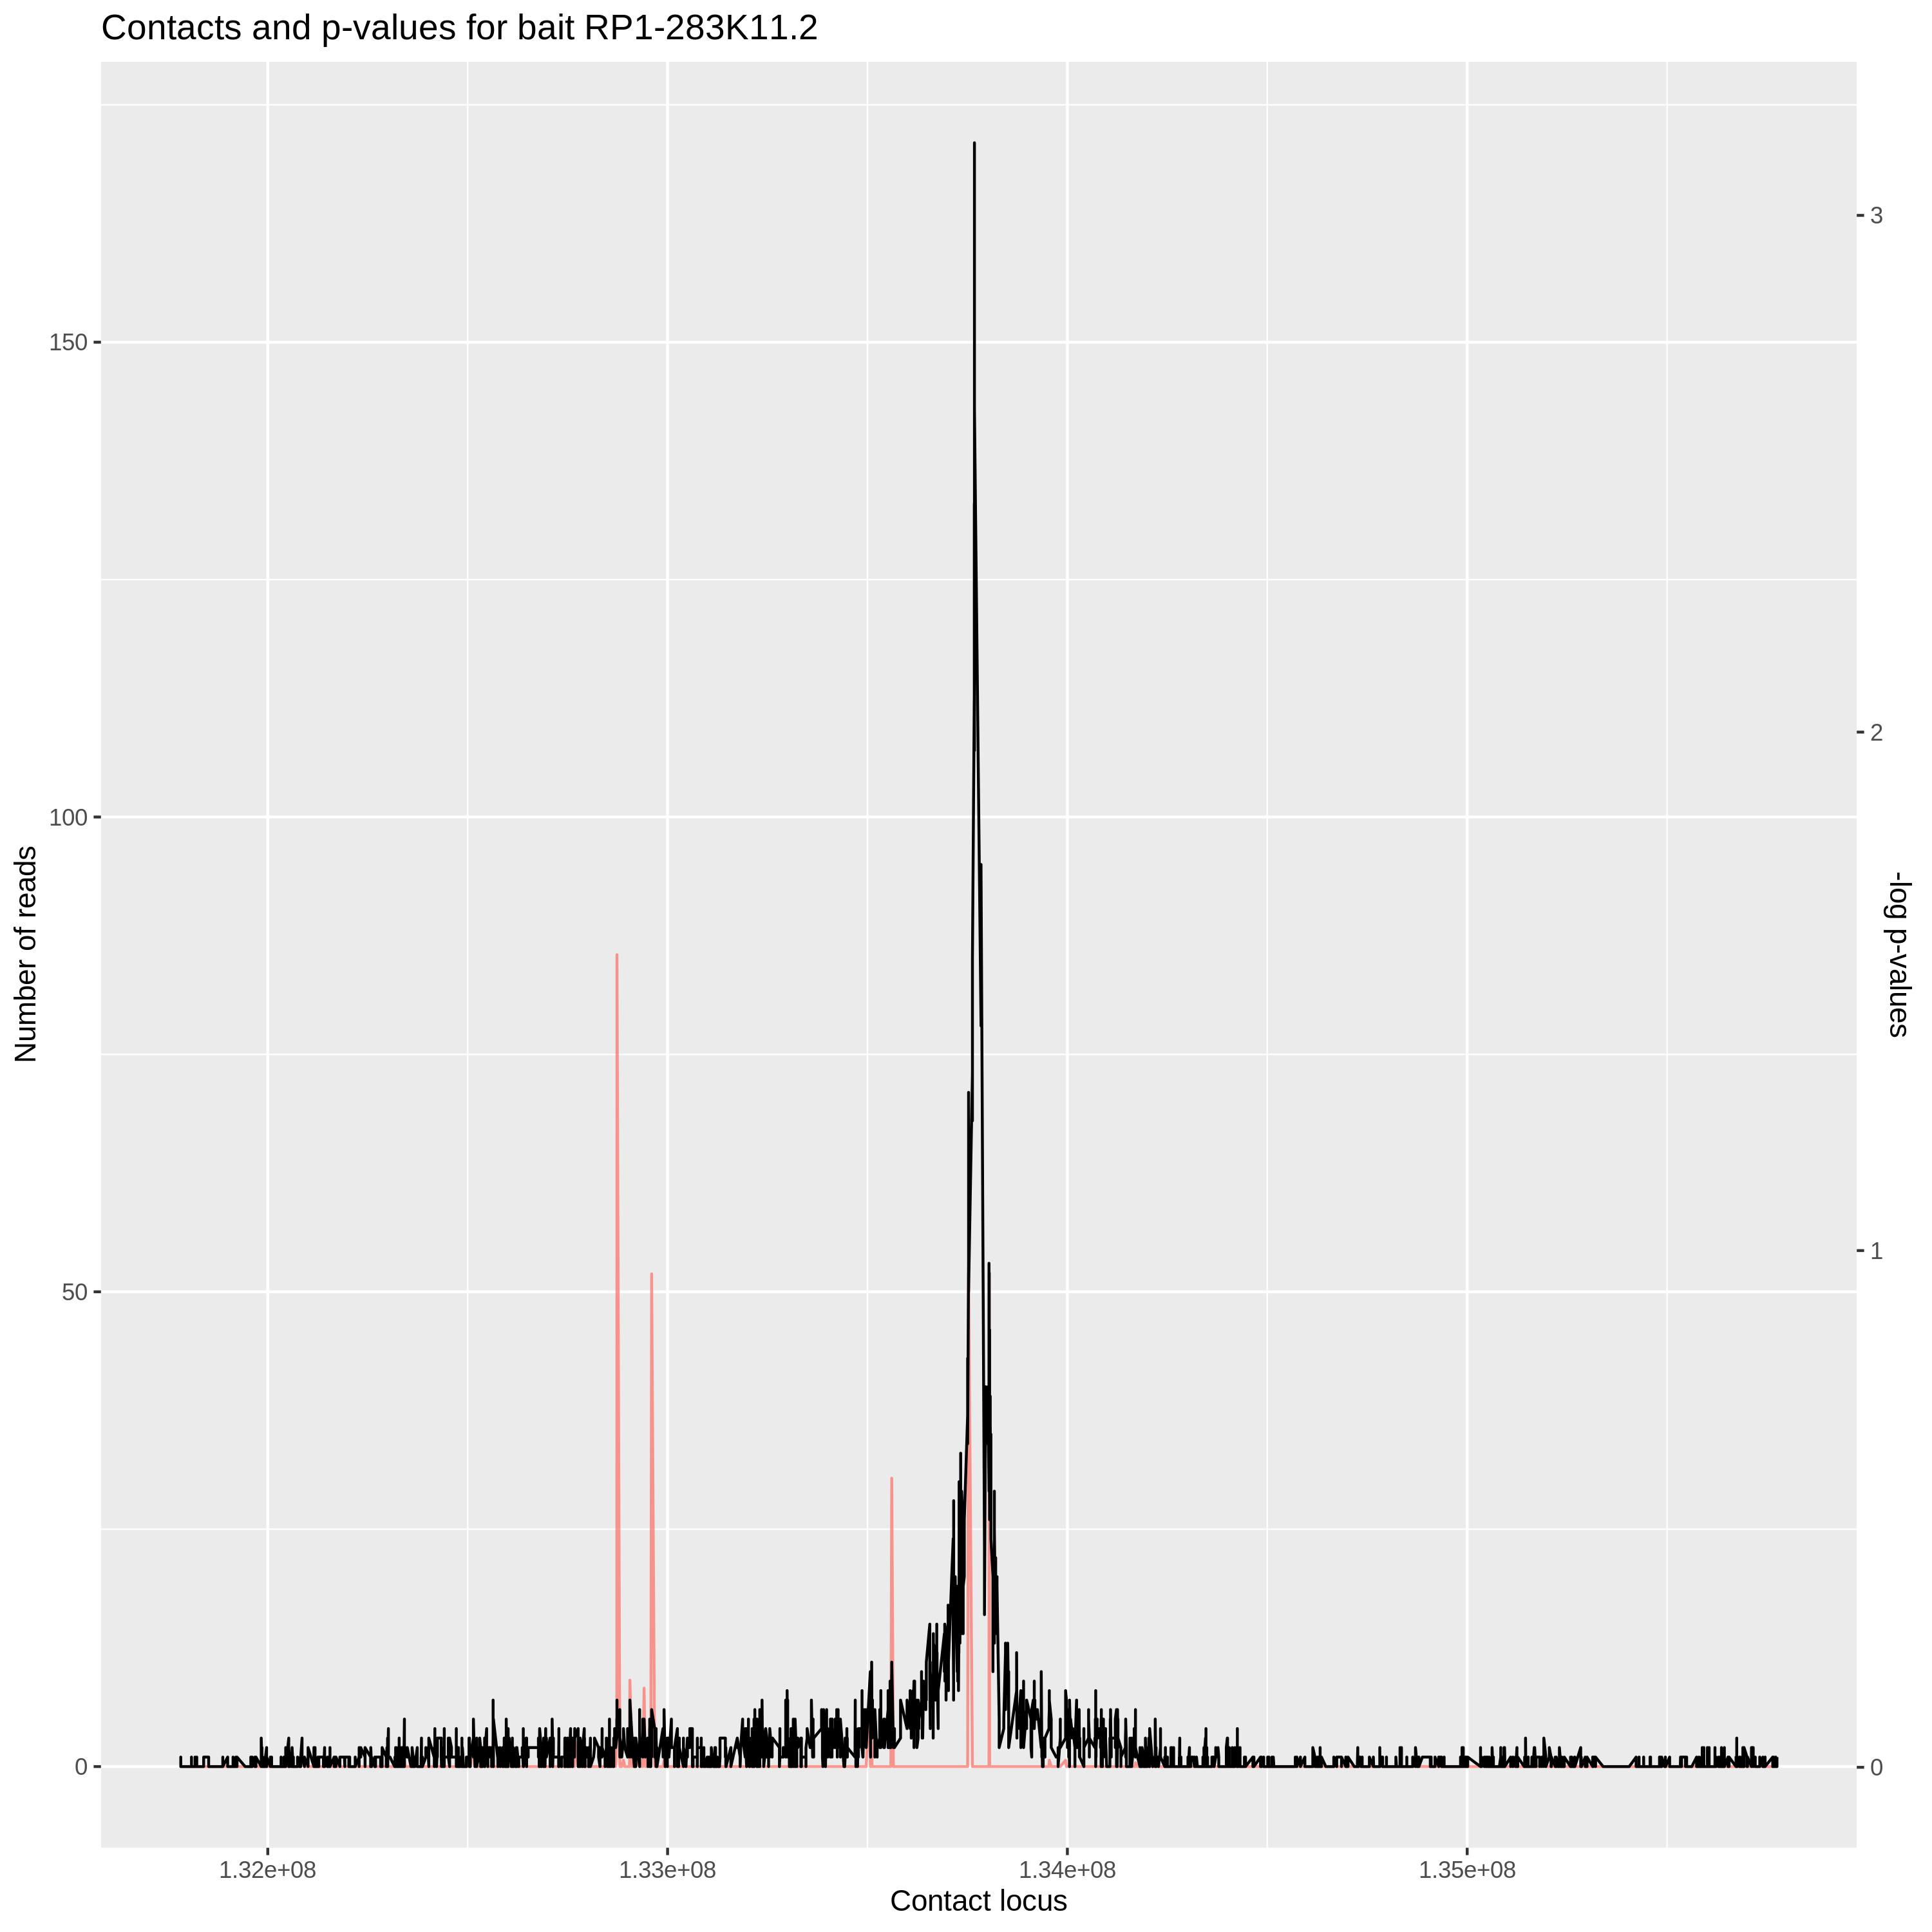 Contacts and p-values for bait RP1-283K11.2
150
100
50
0
Number of reads
3
2
1
0
-log p-values
1.32e+08 1.33e+08 1.34e+08 1.35e+08
Contact locus